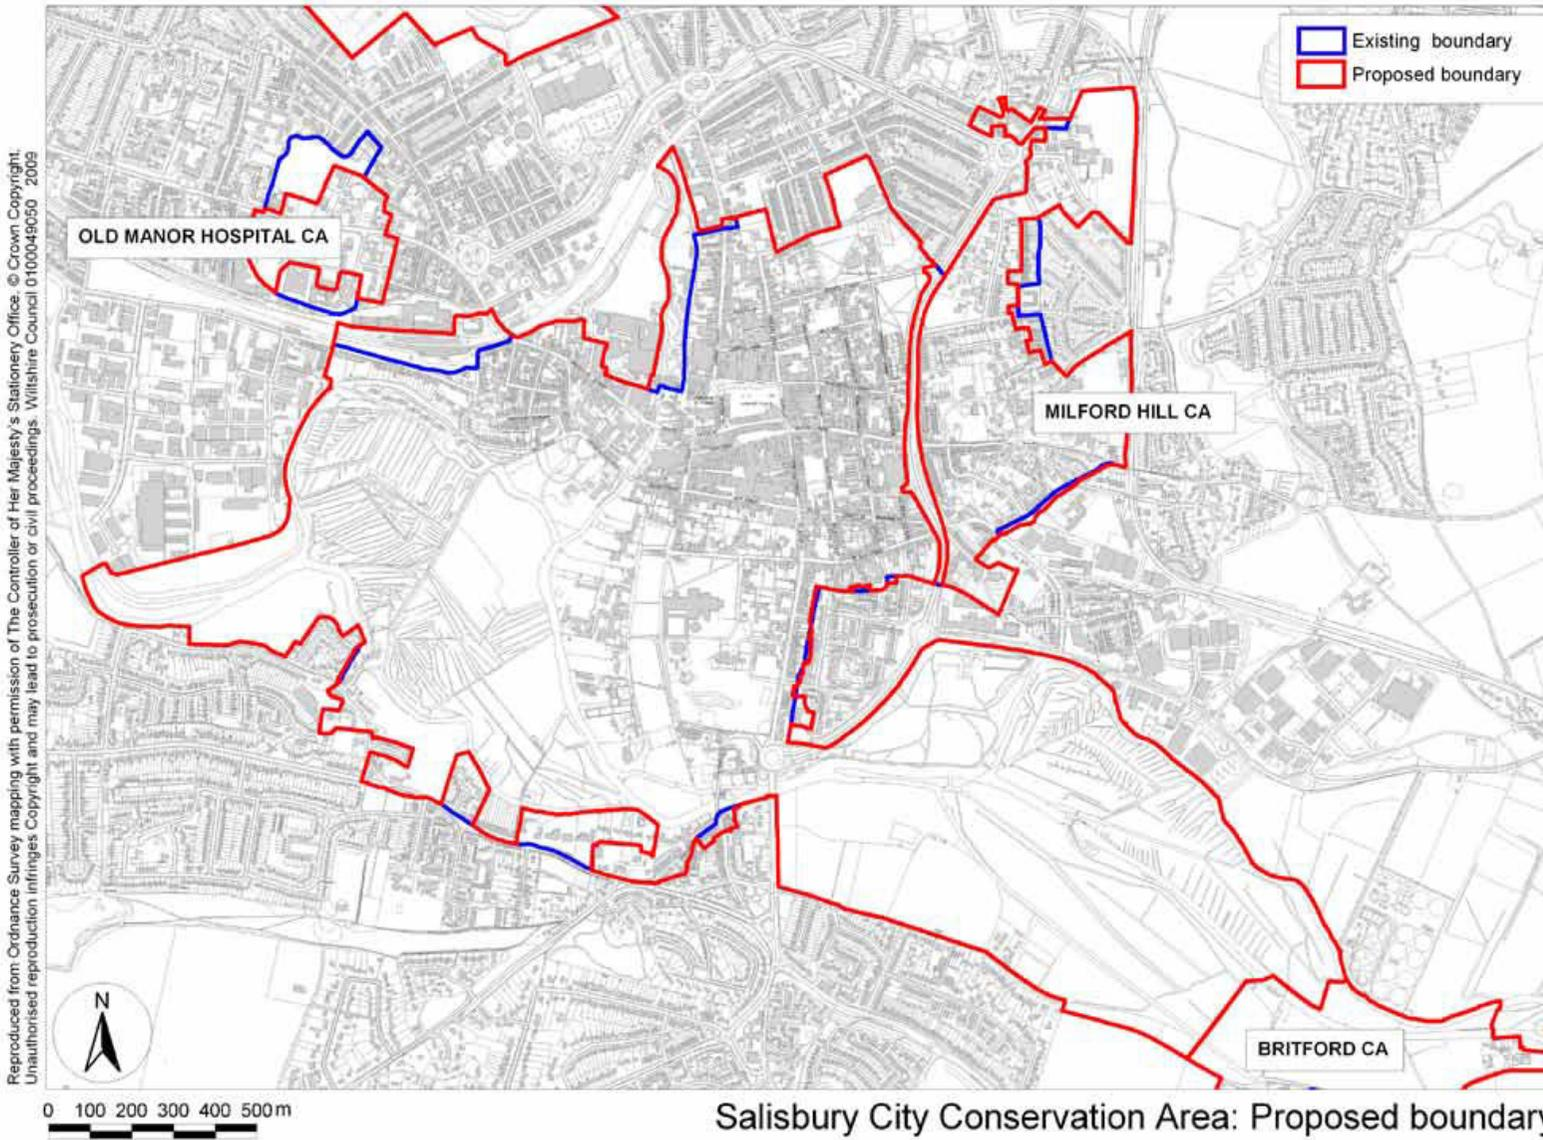 Existing boundary
Proposed boundary
OLD MANOR HOSPITAL CA
MILFORD HILL CA
BRITFORD CA
N
0 100 200 300 400 500m
Salisbury City Conservation Area: Proposed boundary
Reproduced from Ordnance Survey mapping with permission of The Controller of Her Majesty's Stationery Office. © Crown Copyright.
Unauthorised reproduction infringes Copyright and may lead to prosecution or civil proceedings. Wiltshire Council 0100049050 2009